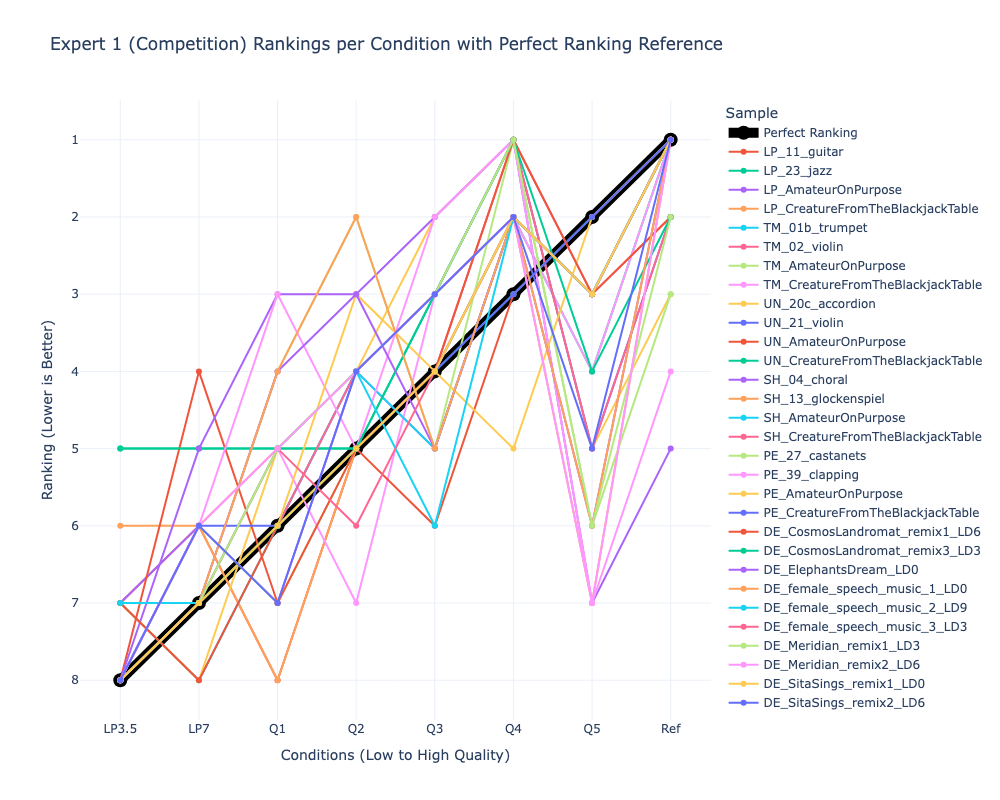 Expert 1 (Competition) Rankings per Condition with Perfect Ranking Reference
Ranking (Lower is Better)
1
2
3
4
5
6
7
8
LP3.5
LP7
Q1
Q2
Q3
Q4
Q5
Ref
Conditions (Low to High Quality)
Sample
Perfect Ranking
LP_11_guitar
LP_23_jazz
LP_AmateurOnPurpose
LP_CreatureFromTheBlackjackTable
TM_01b_trumpet
TM_02_violin
TM_AmateurOnPurpose
TM_CreatureFromTheBlackjackTable
UN_20c_accordion
UN_21_violin
UN_AmateurOnPurpose
UN_CreatureFromTheBlackjackTable
SH_04_choral
SH_13_glockenspiel
SH_AmateurOnPurpose
SH_CreatureFromTheBlackjackTable
PE_27_castanets
PE_39_clapping
PE_AmateurOnPurpose
PE_CreatureFromTheBlackjackTable
DE_CosmosLandromat_remix1_LD6
DE_CosmosLandromat_remix3_LD3
DE_ElephantsDream_LD0
DE_female_speech_music_1_LD0
DE_female_speech_music_2_LD9
DE_female_speech_music_3_LD3
DE_Meridian_remix1_LD3
DE_Meridian_remix2_LD6
DE_SitaSings_remix1_LD0
DE_SitaSings_remix2_LD6